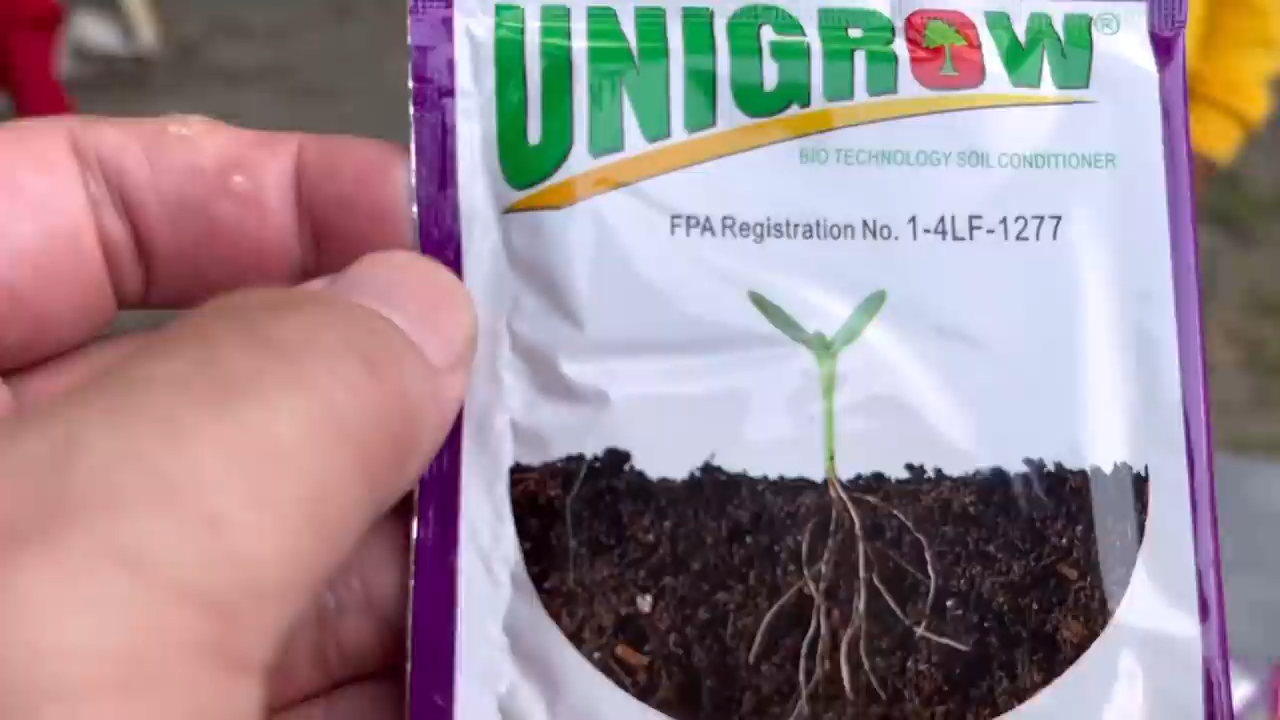 UNIGROW®
BIO TECHNOLOGY SOIL CONDITIONER
FPA Registration No. 1-4LF-1277